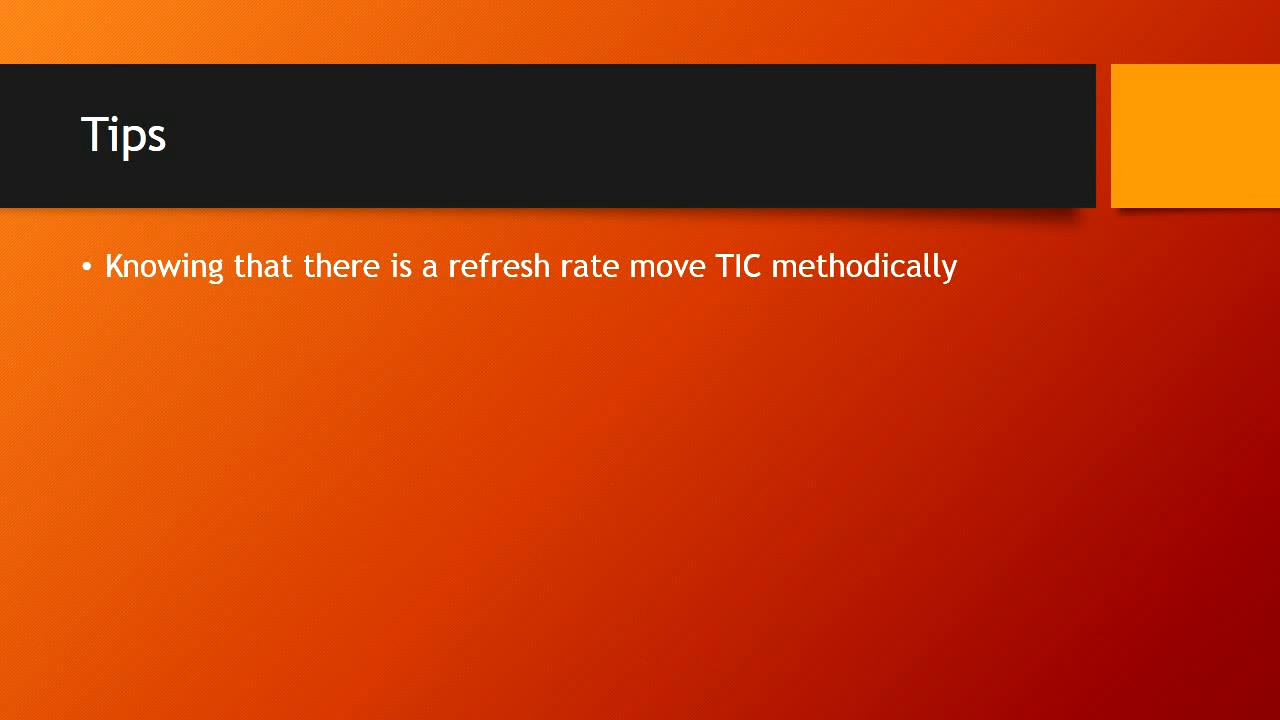 Tips
• Knowing that there is a refresh rate move TIC methodically